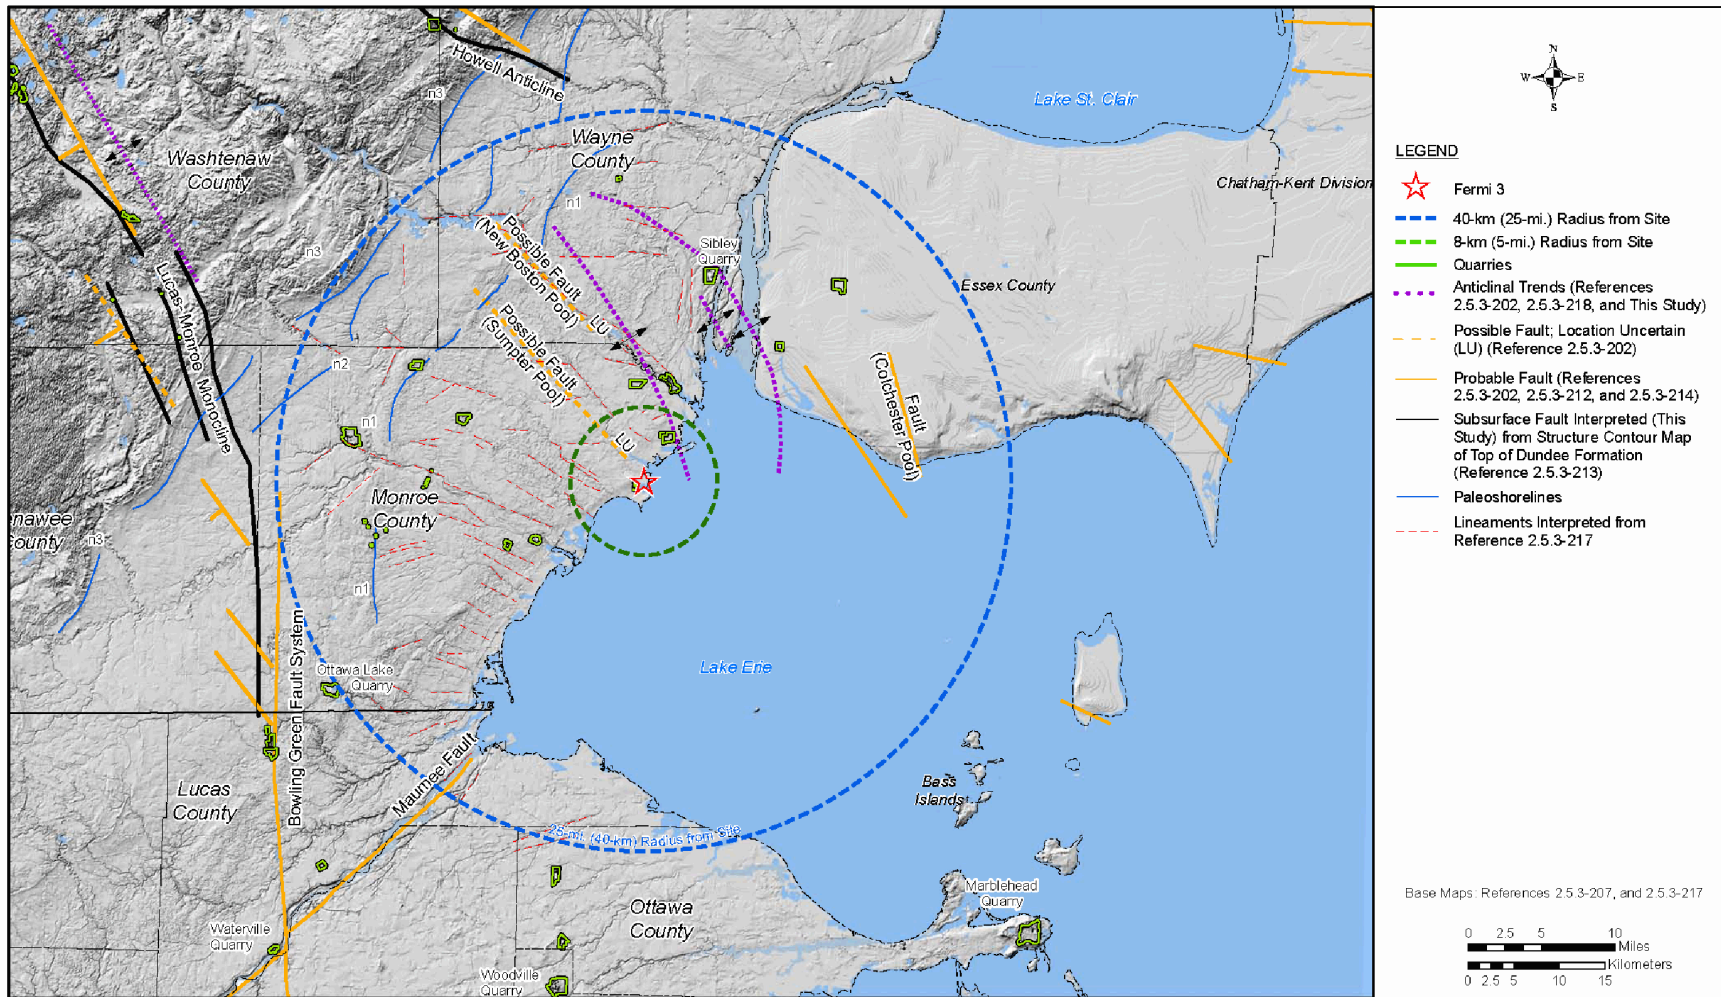 Howell Anticline
n3
Lake St. Clair
Wayne
County
Washtenaw
County
Chatham-Kent Division
n1
n3
Possible Fault
(New Boston Pool)
LU
Sibley
Quarry
Essex County
Lucas-Monroe Monocline
Possible Fault
(Sumpter Pool)
LU
n2
Fault
(Colchester Pool)
n1
Monroe
County
enawee
County
n3
n1
Bowling Green Fault System
Ottawa Lake
Quarry
Lake Erie
Maumee Fault
Lucas
County
Bass
Islands
25-mi. (40-km) Radius from Site
Marblehead
Quarry
Ottawa
County
Waterville
Quarry
Woodville
Quarry
N
W E
S
LEGEND
Fermi 3
40-km (25-mi.) Radius from Site
8-km (5-mi.) Radius from Site
Quarries
Anticlinal Trends (References
2.5.3-202, 2.5.3-218, and This Study)
Possible Fault; Location Uncertain
(LU) (Reference 2.5.3-202)
Probable Fault (References
2.5.3-202, 2.5.3-212, and 2.5.3-214)
Subsurface Fault Interpreted (This
Study) from Structure Contour Map
of Top of Dundee Formation
(Reference 2.5.3-213)
Paleoshorelines
Lineaments Interpreted from
Reference 2.5.3-217
Base Maps: References 2.5.3-207, and 2.5.3-217
0 2.5 5 10
Miles
Kilometers
0 2.5 5 10 15